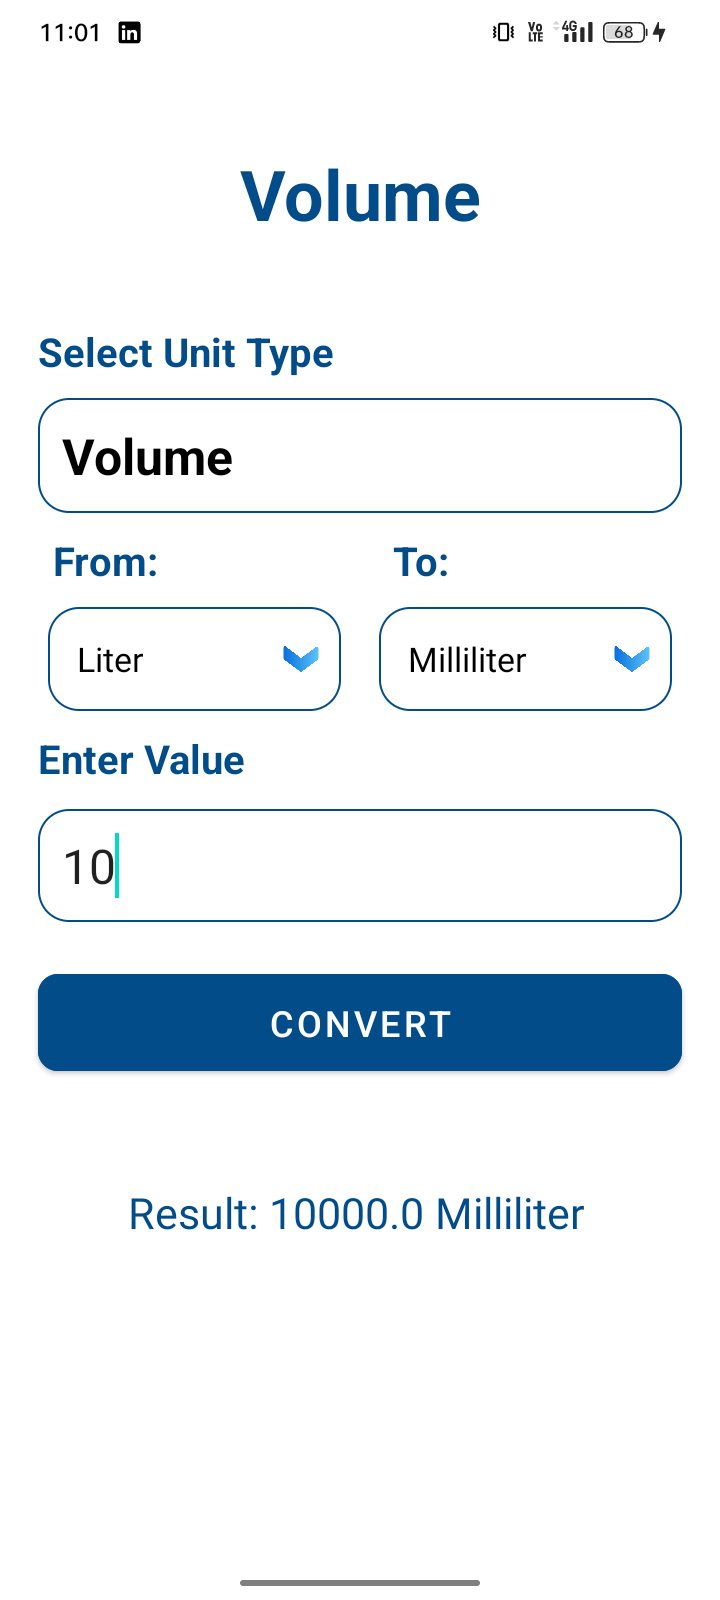 11:01 in Vo LTE 4G 68
Volume
Select Unit Type
Volume
From: To:
Liter Milliliter
Enter Value
10
CONVERT
Result: 10000.0 Milliliter